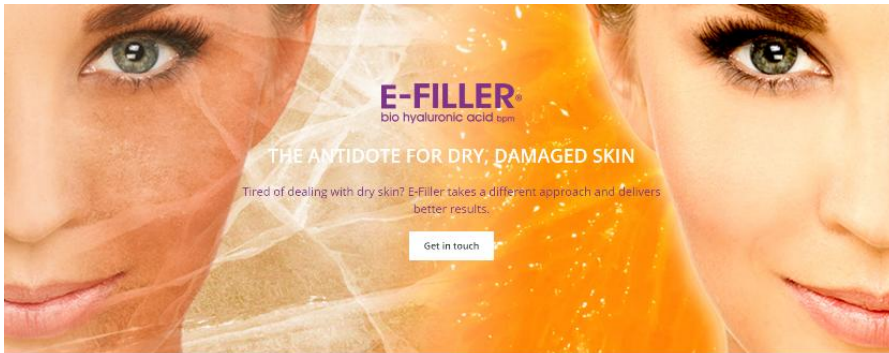 E-FILLER®
bio hyaluronic acid bpm
THE ANTIDOTE FOR DRY, DAMAGED SKIN
Tired of dealing with dry skin? E-Filler takes a different approach and delivers
better results.
Get in touch